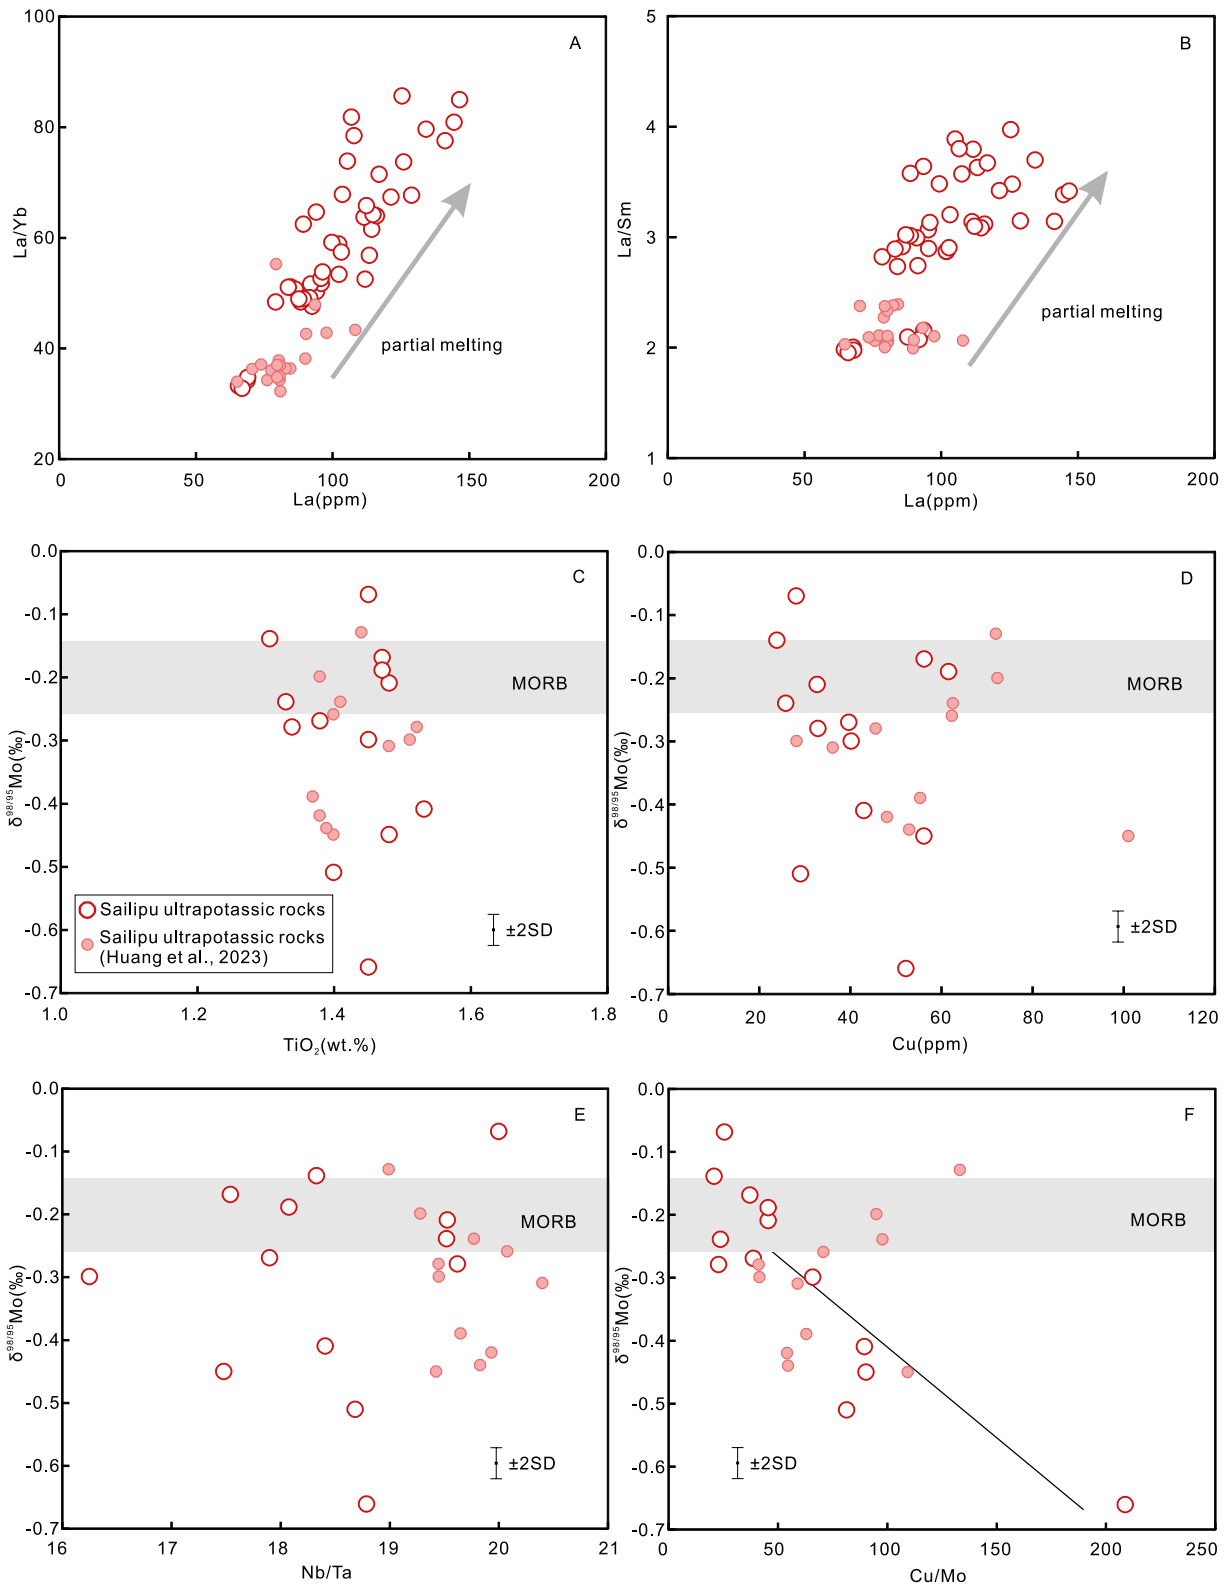 100
80
60
40
20
La/Yb
A
partial melting
0
50
100
150
200
La(ppm)
5
4
3
2
1
La/Sm
B
partial melting
0
50
100
150
200
La(ppm)
0.0
-0.1
-0.2
-0.3
-0.4
-0.5
-0.6
-0.7
δ98/95Mo(‰)
C
MORB
Sailipu ultrapotassic rocks
Sailipu ultrapotassic rocks
(Huang et al., 2023)
±2SD
1.0
1.2
1.4
1.6
1.8
TiO2(wt.%)
0.0
-0.1
-0.2
-0.3
-0.4
-0.5
-0.6
-0.7
δ98/95Mo(‰)
D
MORB
±2SD
0
20
40
60
80
100
120
Cu(ppm)
0.0
-0.1
-0.2
-0.3
-0.4
-0.5
-0.6
-0.7
δ98/95Mo(‰)
E
MORB
±2SD
16
17
18
19
20
21
Nb/Ta
0.0
-0.1
-0.2
-0.3
-0.4
-0.5
-0.6
-0.7
δ98/95Mo(‰)
F
MORB
±2SD
0
50
100
150
200
250
Cu/Mo